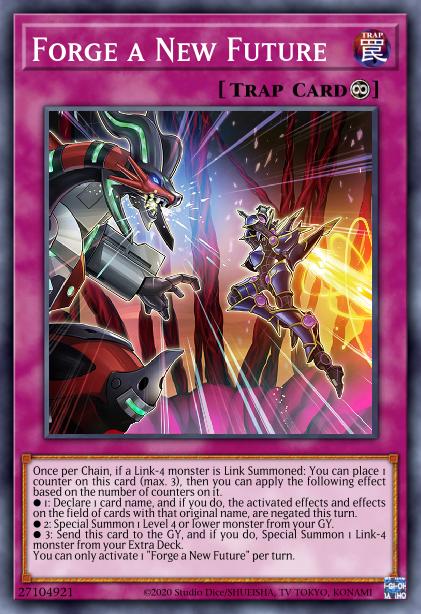 FORGE A NEW FUTURE
TRAP
罠
[TRAP CARD]
Once per Chain, if a Link-4 monster is Link Summoned: You can place 1
counter on this card (max. 3), then you can apply the following effect
based on the number of counters on it.
● 1: Declare 1 card name, and if you do, the activated effects and effects
on the field of cards with that original name, are negated this turn.
● 2: Special Summon 1 Level 4 or lower monster from your GY.
● 3: Send this card to the GY, and if you do, Special Summon 1 Link-4
monster from your Extra Deck.
You can only activate 1 "Forge a New Future" per turn.
27104921
©2020 Studio Dice/SHUEISHA, TV TOKYO, KONAMI